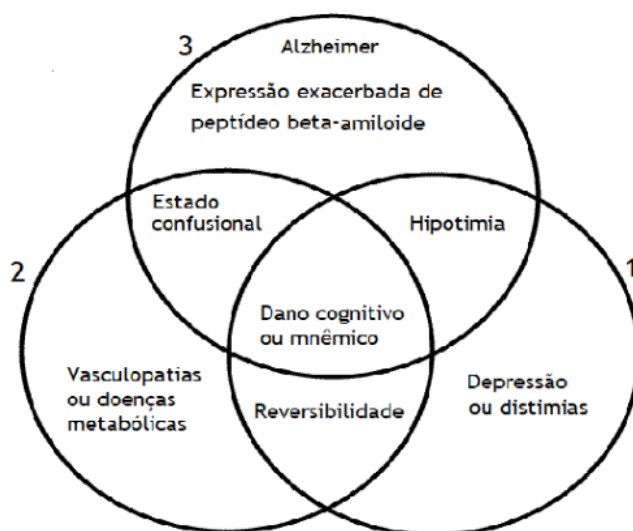 3
Alzheimer
Expressão exacerbada de
peptídeo beta-amiloide
Estado
confusional
Hipotimia
2
1
Dano cognitivo
ou mnêmico
Vasculopatias
ou doenças
metabólicas
Reversibilidade
Depressão
ou distimias